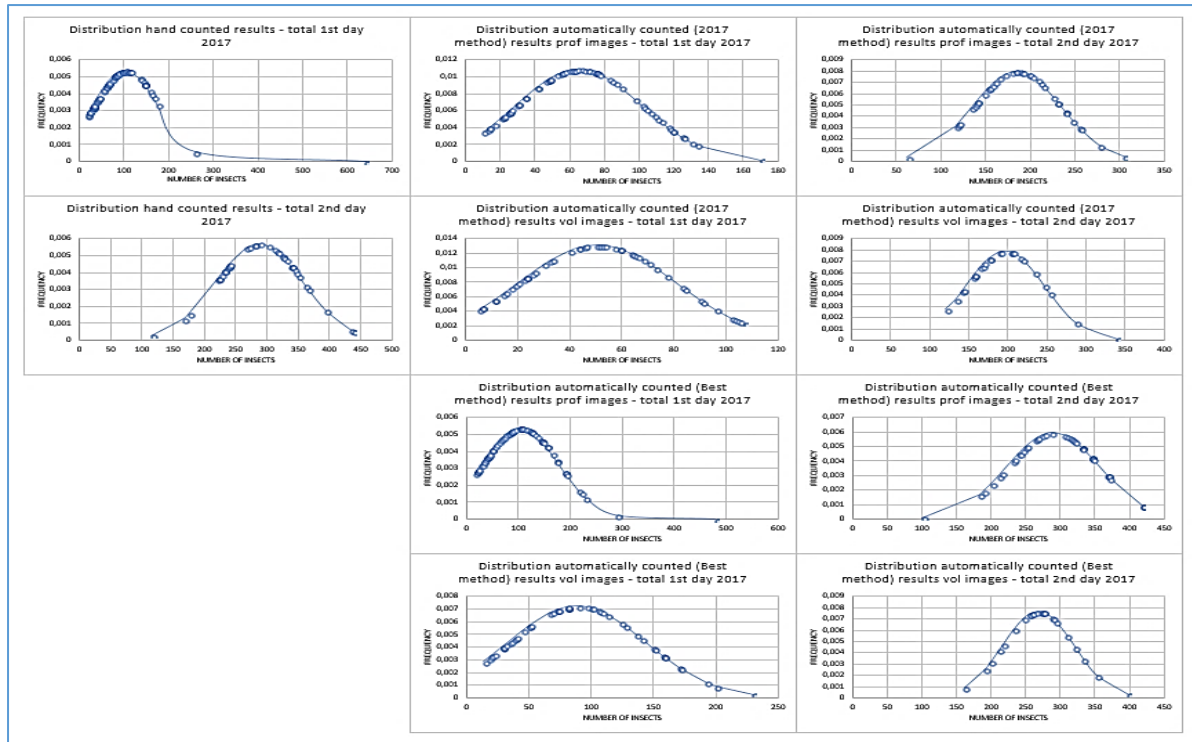 Distribution hand counted results - total 1st day
2017
FREQUENCY
0,006
0,005
0,004
0,003
0,002
0,001
0
0 100 200 300 400 500 600 700
NUMBER OF INSECTS
Distribution automatically counted (2017
method) results prof images - total 1st day 2017
FREQUENCY
0,012
0,01
0,008
0,006
0,004
0,002
0
0 20 40 60 80 100 120 140 160 180
NUMBER OF INSECTS
Distribution automatically counted (2017
method) results prof images - total 2nd day 2017
FREQUENCY
0,009
0,008
0,007
0,006
0,005
0,004
0,003
0,002
0,001
0
0 50 100 150 200 250 300 350
NUMBER OF INSECTS
Distribution hand counted results - total 2nd day
2017
FREQUENCY
0,006
0,005
0,004
0,003
0,002
0,001
0
0 50 100 150 200 250 300 350 400 450 500
NUMBER OF INSECTS
Distribution automatically counted (2017
method) results vol images - total 1st day 2017
FREQUENCY
0,014
0,012
0,01
0,008
0,006
0,004
0,002
0
0 20 40 60 80 100 120
NUMBER OF INSECTS
Distribution automatically counted (2017
method) results vol images - total 2nd day 2017
FREQUENCY
0,009
0,008
0,007
0,006
0,005
0,004
0,003
0,002
0,001
0
0 50 100 150 200 250 300 350 400
NUMBER OF INSECTS
Distribution automatically counted (Best
method) results prof images - total 1st day 2017
FREQUENCY
0,006
0,005
0,004
0,003
0,002
0,001
0
0 100 200 300 400 500 600
NUMBER OF INSECTS
Distribution automatically counted (Best
method) results prof images - total 2nd day 2017
FREQUENCY
0,007
0,006
0,005
0,004
0,003
0,002
0,001
0
0 50 100 150 200 250 300 350 400 450
NUMBER OF INSECTS
Distribution automatically counted (Best
method) results vol images - total 1st day 2017
FREQUENCY
0,008
0,007
0,006
0,005
0,004
0,003
0,002
0,001
0
0 50 100 150 200 250
NUMBER OF INSECTS
Distribution automatically counted (Best
method) results vol images - total 2nd day 2017
FREQUENCY
0,009
0,008
0,007
0,006
0,005
0,004
0,003
0,002
0,001
0
0 50 100 150 200 250 300 350 400 450
NUMBER OF INSECTS